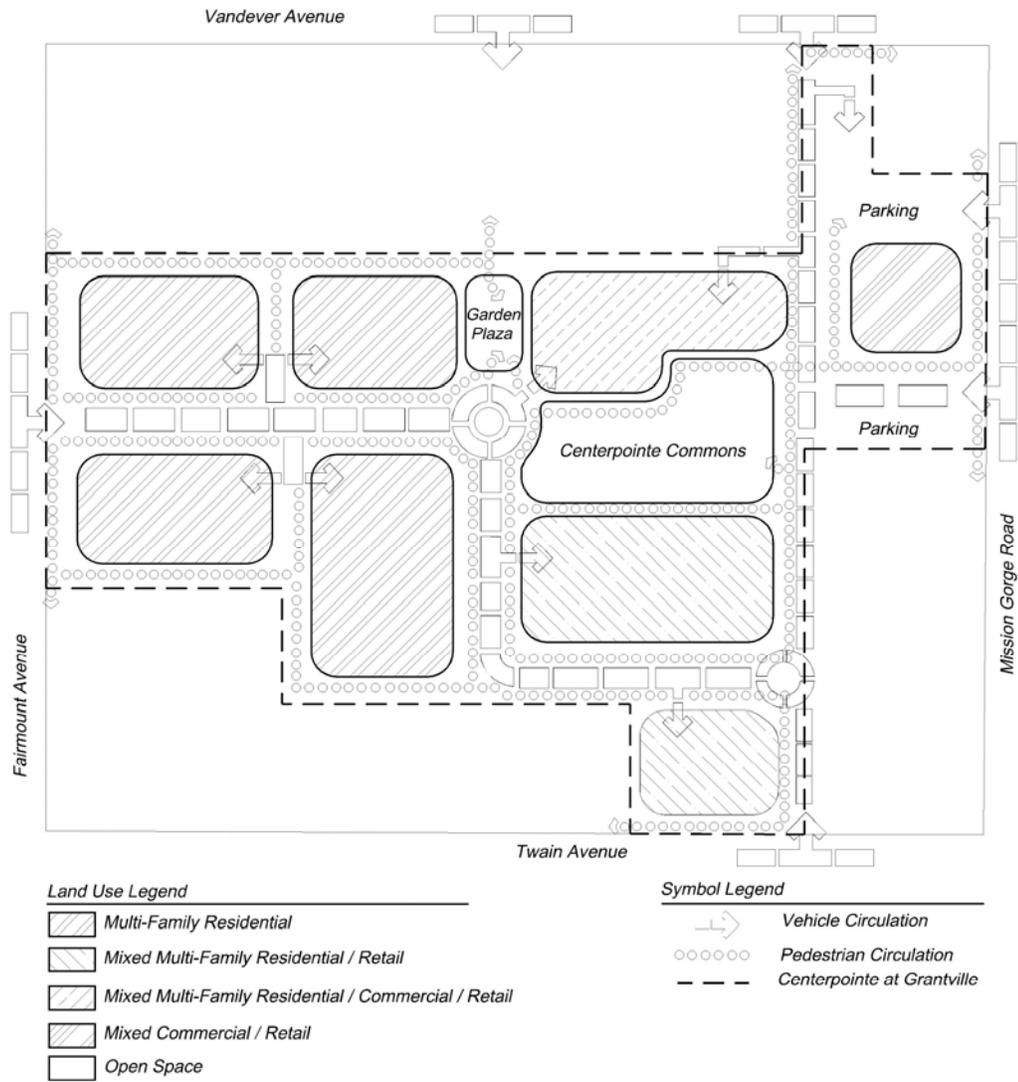 Vandever Avenue
Parking
Garden
Plaza
Centerpointe Commons
Parking
Mission Gorge Road
Fairmount Avenue
Twain Avenue
Land Use Legend
Multi-Family Residential
Mixed Multi-Family Residential / Retail
Mixed Multi-Family Residential / Commercial / Retail
Mixed Commercial / Retail
Open Space
Symbol Legend
Vehicle Circulation
Pedestrian Circulation
Centerpointe at Grantville